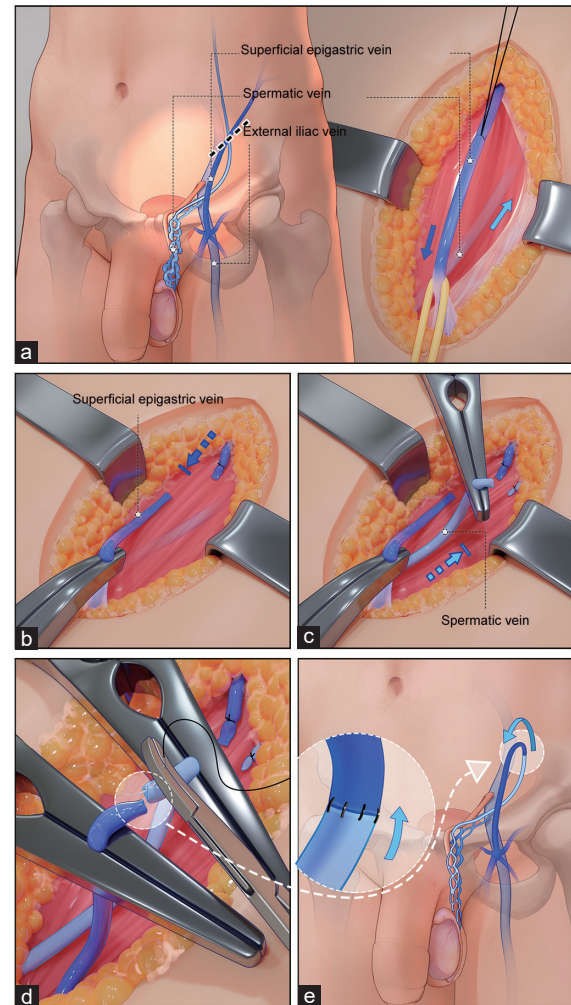 Superficial epigastric vein
Spermatic vein
External iliac vein
a
Superficial epigastric vein
b
c
Spermatic vein
d
e